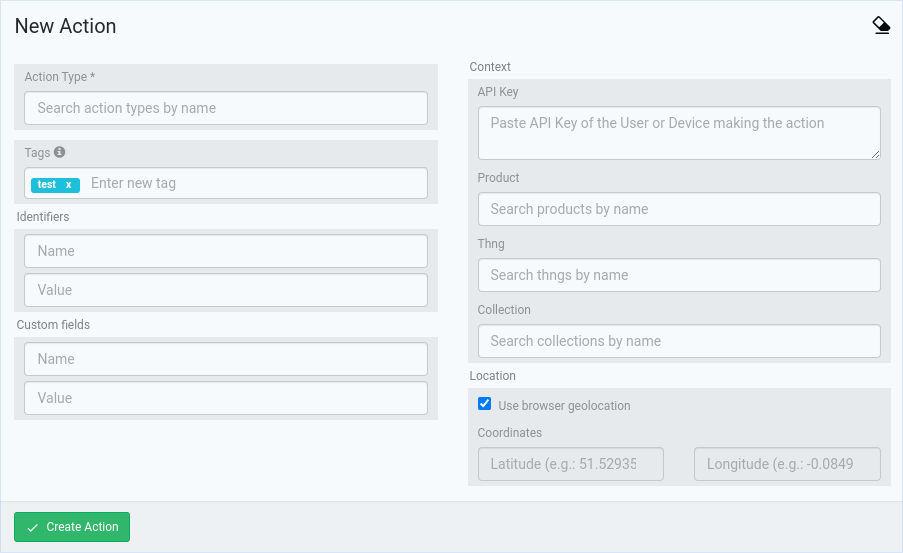 New Action
Action Type *
Search action types by name
Tags
test x Enter new tag
Identifiers
Name
Value
Custom fields
Name
Value
Context
API Key
Paste API Key of the User or Device making the action
Product
Search products by name
Thng
Search thngs by name
Collection
Search collections by name
Location
Use browser geolocation
Coordinates
Latitude (e.g.: 51.52935
Longitude (e.g.: -0.0849
Create Action